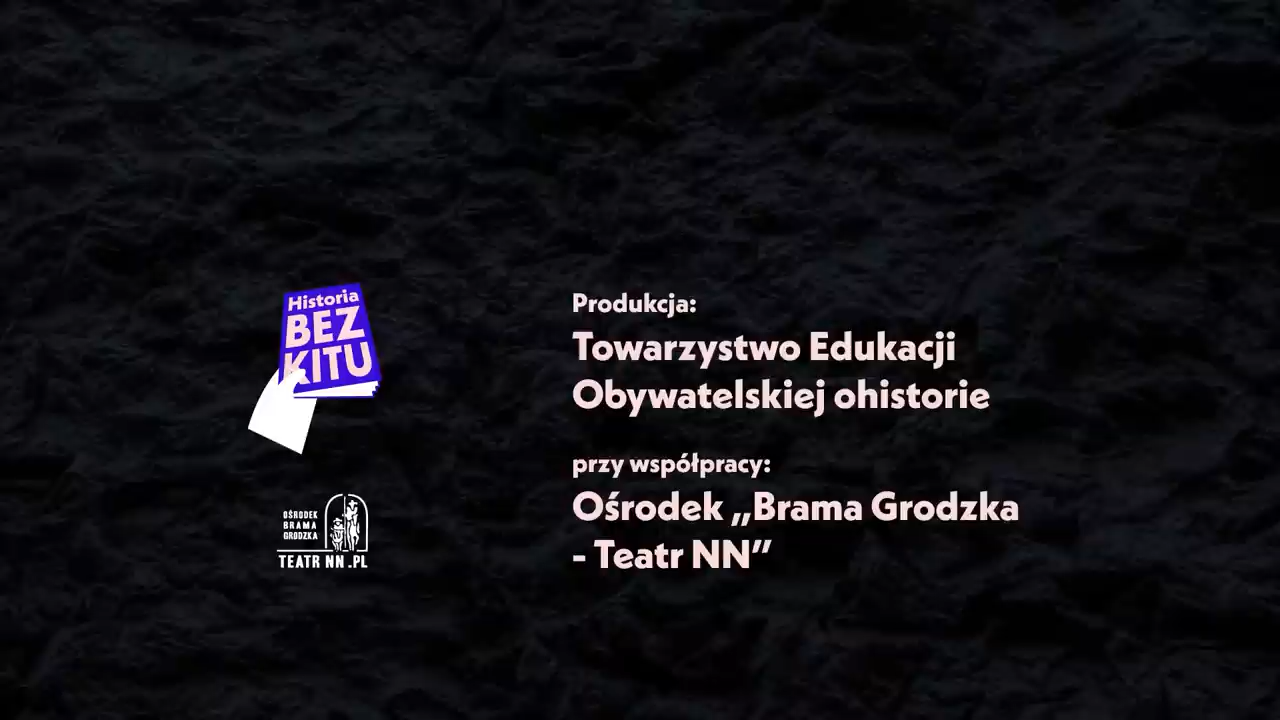 Historia
BEZ
KITU
Produkcja:
Towarzystwo Edukacji
Obywatelskiej ohistorie
przy współpracy:
Ośrodek „Brama Grodzka
- Teatr NN”
OŚRODEK
BRAMA
GRODZKA
TEATR NN .PL